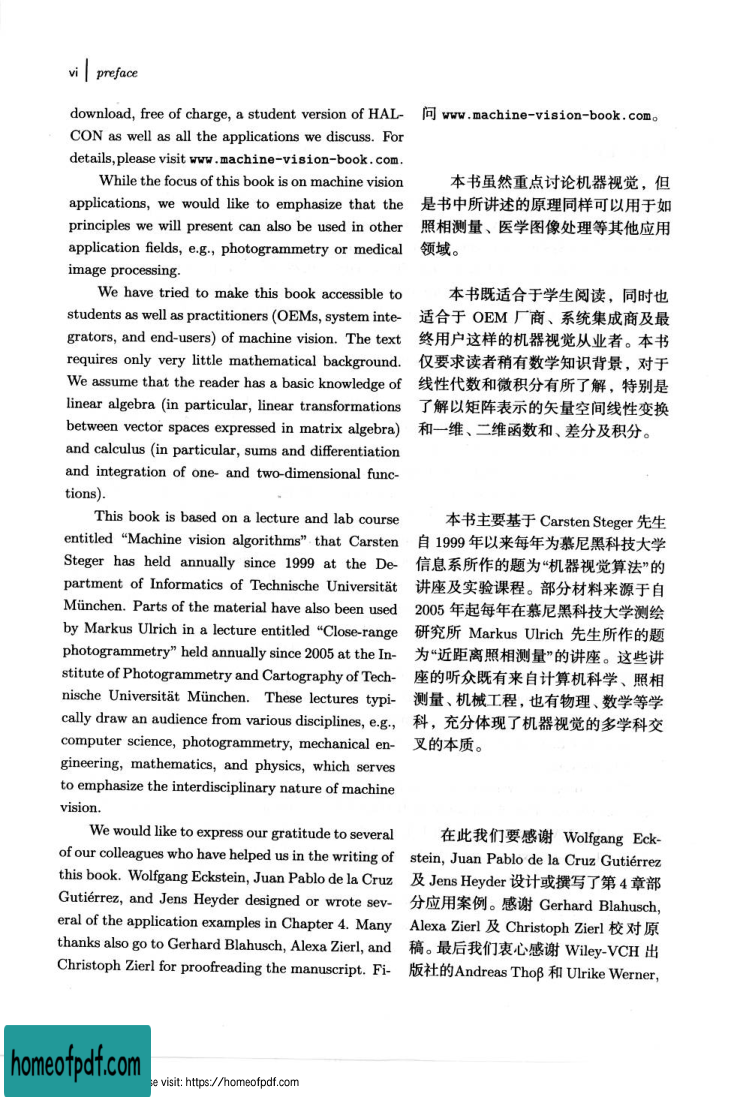 vi | preface
download, free of charge, a student version of HAL-
CON as well as all the applications we discuss. For
details, please visit www.machine-vision-book.com.
While the focus of this book is on machine vision
applications, we would like to emphasize that the
principles we will present can also be used in other
application fields, e.g., photogrammetry or medical
image processing.
We have tried to make this book accessible to
students as well as practitioners (OEMs, system inte-
grators, and end-users) of machine vision. The text
requires only very little mathematical background.
We assume that the reader has a basic knowledge of
linear algebra (in particular, linear transformations
between vector spaces expressed in matrix algebra)
and calculus (in particular, sums and differentiation
and integration of one- and two-dimensional func-
tions).
This book is based on a lecture and lab course
entitled “Machine vision algorithms” that Carsten
Steger has held annually since 1999 at the De-
partment of Informatics of Technische Universität
München. Parts of the material have also been used
by Markus Ulrich in a lecture entitled “Close-range
photogrammetry” held annually since 2005 at the In-
stitute of Photogrammetry and Cartography of Tech-
nische Universität München. These lectures typi-
cally draw an audience from various disciplines, e.g.,
computer science, photogrammetry, mechanical en-
gineering, mathematics, and physics, which serves
to emphasize the interdisciplinary nature of machine
vision.
We would like to express our gratitude to several
of our colleagues who have helped us in the writing of
this book. Wolfgang Eckstein, Juan Pablo de la Cruz
Gutiérrez, and Jens Heyder designed or wrote sev-
eral of the application examples in Chapter 4. Many
thanks also go to Gerhard Blahusch, Alexa Zierl, and
Christoph Zierl for proofreading the manuscript. Fi-
问 www.machine-vision-book.com。
本书虽然重点讨论机器视觉，但
是书中所讲述的原理同样可以用于如
照相测量、医学图像处理等其他应用
领域。
本书既适合于学生阅读，同时也
适合于 OEM 厂商、系统集成商及最
终用户这样的机器视觉从业者。本书
仅要求读者稍有数学知识背景，对于
线性代数和微积分有所了解，特别是
了解以矩阵表示的矢量空间线性变换
和一维、二维函数和、差分及积分。
本书主要基于 Carsten Steger 先生
自 1999 年以来每年为慕尼黑科技大学
信息系所作的题为“机器视觉算法”的
讲座及实验课程。部分材料来源于自
2005 年起每年在慕尼黑科技大学测绘
研究所 Markus Ulrich 先生所作的题
为“近距离照相测量”的讲座。这些讲
座的听众既有来自计算机科学、照相
测量、机械工程，也有物理、数学等学
科，充分体现了机器视觉的多学科交
叉的本质。
在此我们要感谢 Wolfgang Eck-
stein, Juan Pablo de la Cruz Gutiérrez
及 Jens Heyder 设计或撰写了第 4 章部
分应用案例。感谢 Gerhard Blahusch,
Alexa Zierl 及 Christoph Zierl 校对原
稿。最后我们衷心感谢 Wiley-VCH 出
版社的Andreas Thoβ 和 Ulrike Werner,
homeofpdf.com
se visit: https://homeofpdf.com